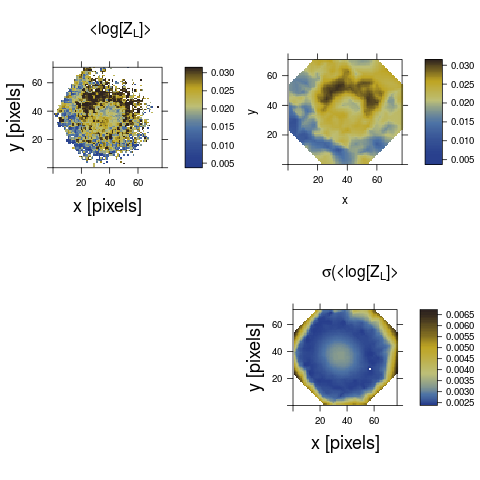 <log[Z_L]>
60
40
20
20 40 60
x [pixels]
y [pixels]
0.030
0.025
0.020
0.015
0.010
0.005
60
40
20
20 40 60
x
y
0.030
0.025
0.020
0.015
0.010
0.005
σ(<log[Z_L]>
60
40
20
20 40 60
x [pixels]
y [pixels]
0.0065
0.0060
0.0055
0.0050
0.0045
0.0040
0.0035
0.0030
0.0025